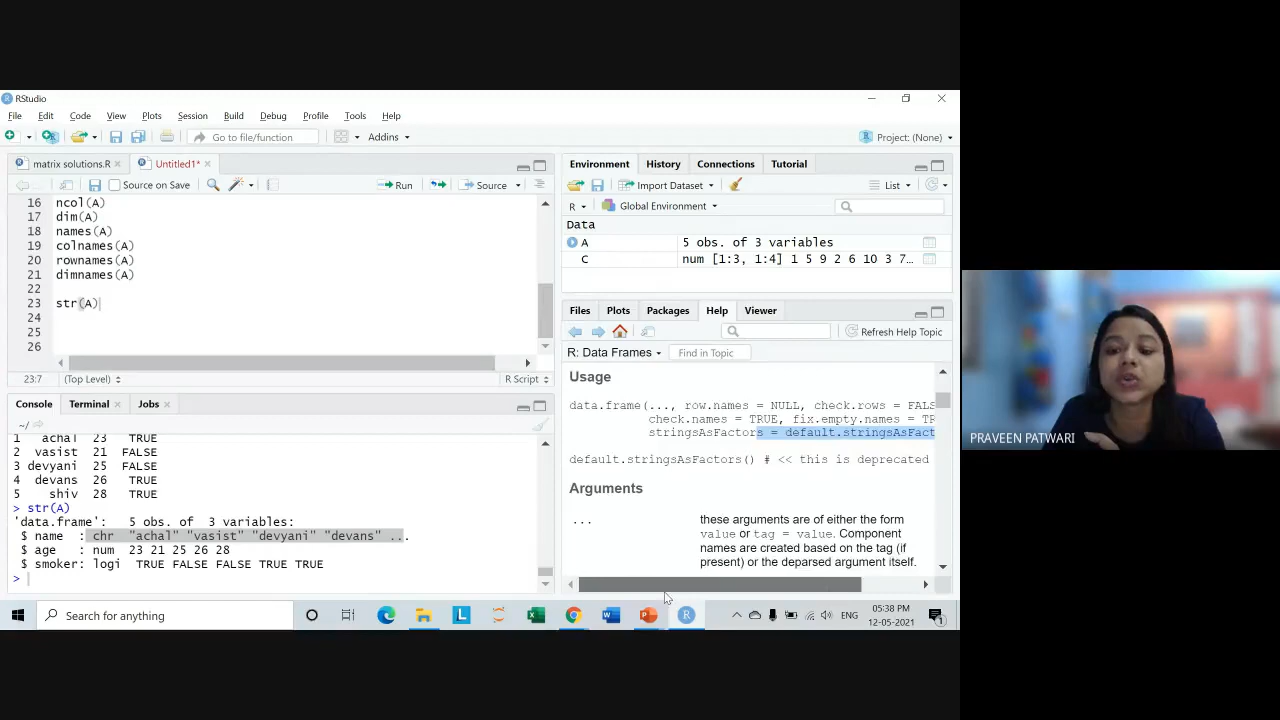 RStudio
File Edit Code View Plots Session Build Debug Profile Tools Help
Go to file/function Addins Project: (None)
matrix solutions.R Untitled1*
Source on Save Run Source
16 ncol(A)
17 dim(A)
18 names(A)
19 colnames(A)
20 rownames(A)
21 dimnames(A)
22
23 str(A)
24
25
26
23:7 (Top Level) R Script
Console Terminal Jobs
~/
1 achal 23 TRUE
2 vasist 21 FALSE
3 devyani 25 FALSE
4 devans 26 TRUE
5 shiv 28 TRUE
> str(A)
'data.frame': 5 obs. of 3 variables:
$ name : chr "achal" "vasist" "devyani" "devans" ...
$ age : num 23 21 25 26 28
$ smoker: logi TRUE FALSE FALSE TRUE TRUE
>
Environment History Connections Tutorial
Import Dataset List
R Global Environment
Data
A 5 obs. of 3 variables
C num [1:3, 1:4] 1 5 9 2 6 10 3 7...
Files Plots Packages Help Viewer
Refresh Help Topic
R: Data Frames Find in Topic
Usage
data.frame(..., row.names = NULL, check.rows = FALS
check.names = TRUE, fix.empty.names = TR
stringsAsFactors = default.stringsAsFact
default.stringsAsFactors() # << this is deprecated
Arguments
... these arguments are of either the form
value or tag = value. Component
names are created based on the tag (if
present) or the deparsed argument itself.
Search for anything
ENG
05:38 PM
12-05-2021
1
PRAVEEN PATWARI